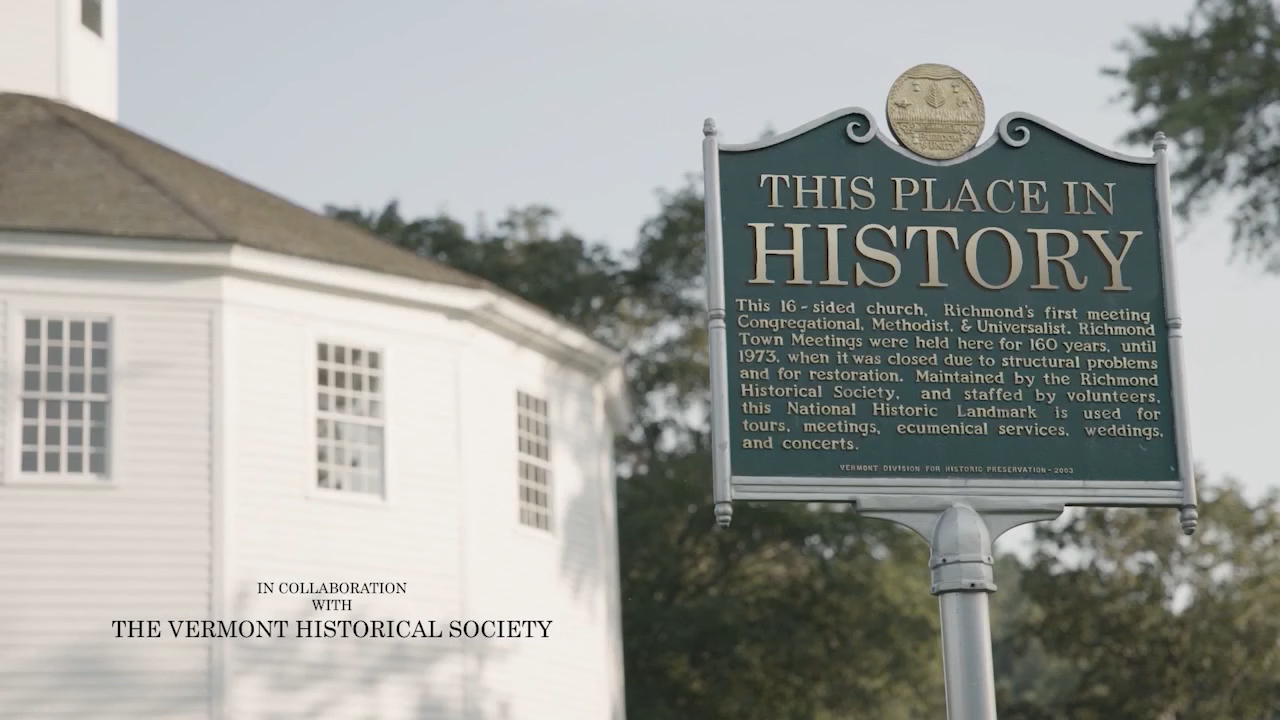 THIS PLACE IN
HISTORY
This 16-sided church, Richmond's first meeting
Congregational, Methodist, & Universalist. Richmond
Town Meetings were held here for 160 years, until
1973, when it was closed due to structural problems
and for restoration. Maintained by the Richmond
Historical Society, and staffed by volunteers,
this National Historic Landmark is used for
tours, meetings, ecumenical services, weddings,
and concerts.
VERMONT DIVISION FOR HISTORIC PRESERVATION - 2003
IN COLLABORATION
WITH
THE VERMONT HISTORICAL SOCIETY